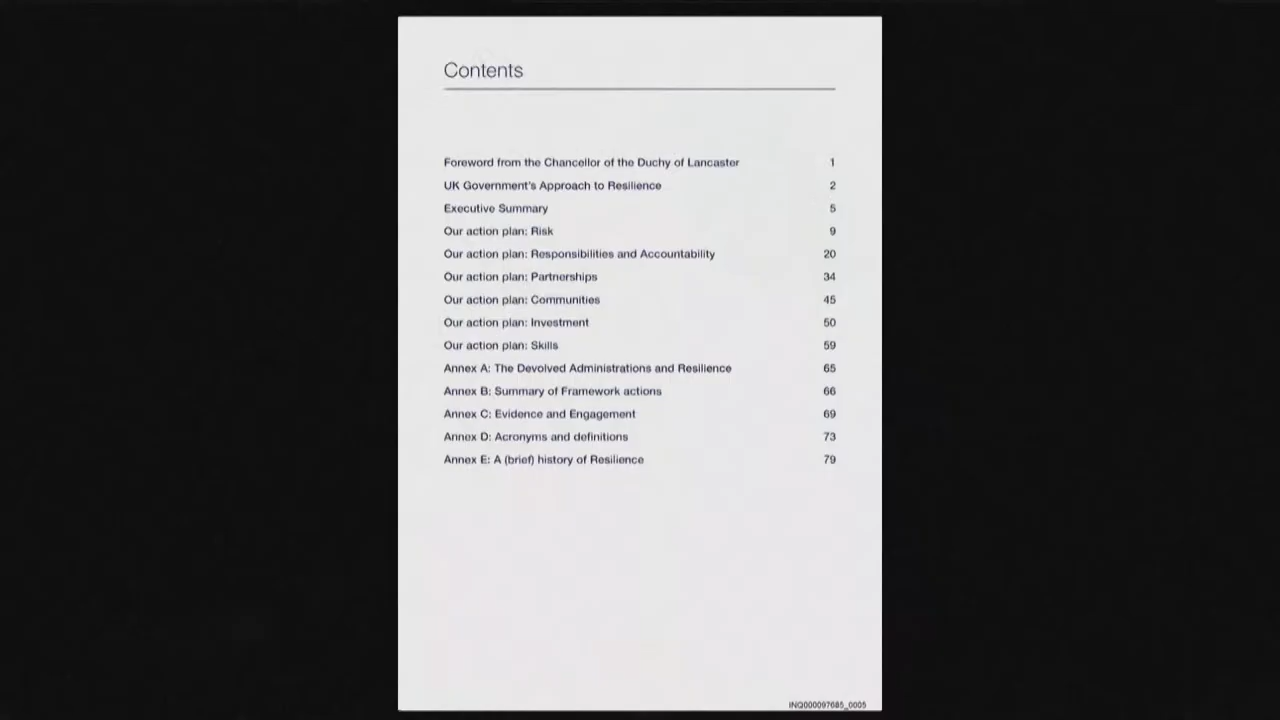 Contents
Foreword from the Chancellor of the Duchy of Lancaster 1
UK Government's Approach to Resilience 2
Executive Summary 5
Our action plan: Risk 9
Our action plan: Responsibilities and Accountability 20
Our action plan: Partnerships 34
Our action plan: Communities 45
Our action plan: Investment 50
Our action plan: Skills 59
Annex A: The Devolved Administrations and Resilience 65
Annex B: Summary of Framework actions 66
Annex C: Evidence and Engagement 69
Annex D: Acronyms and definitions 73
Annex E: A (brief) history of Resilience 79
INQ000097685_0005